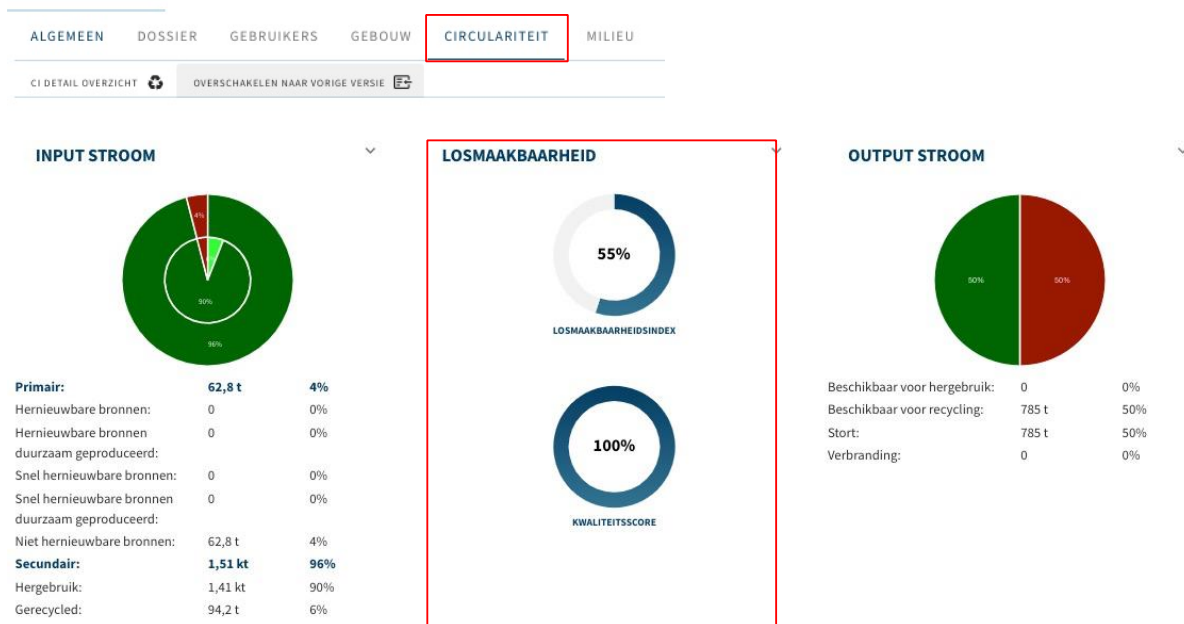 ALGEMEEN DOSSIER GEBRUIKERS GEBOUW CIRCULARITEIT MILIEU
CI DETAIL OVERZICHT OVERSCHAKELEN NAAR VORIGE VERSIE
INPUT STROOM
4%
90%
96%
Primair: 62,8 t 4%
Hernieuwbare bronnen: 0 0%
Hernieuwbare bronnen 0 0%
duurzaam geproduceerd:
Snel hernieuwbare bronnen: 0 0%
Snel hernieuwbare bronnen 0 0%
duurzaam geproduceerd:
Niet hernieuwbare bronnen: 62,8 t 4%
Secundair: 1,51 kt 96%
Hergebruik: 1,41 kt 90%
Gerecycled: 94,2 t 6%
LOSMAAKBAARHEID
55%
LOSMAAKBAARHEIDSINDEX
100%
KWALITEITSSCORE
OUTPUT STROOM
50% 50%
Beschikbaar voor hergebruik: 0 0%
Beschikbaar voor recycling: 785 t 50%
Stort: 785 t 50%
Verbranding: 0 0%